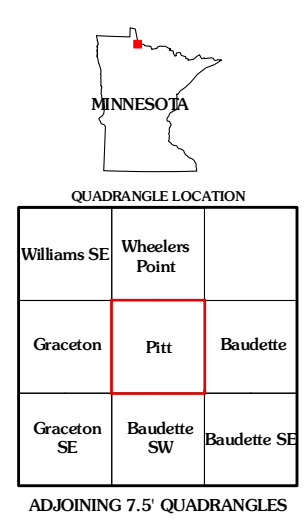 MINNESOTA
QUADRANGLE LOCATION
Williams SE
Wheelers
Point
Graceton
Pitt
Baudette
Graceton
SE
Baudette
SW
Baudette SE
ADJOINING 7.5' QUADRANGLES